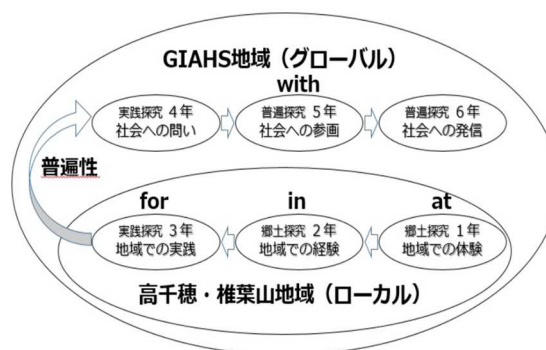 GIAHS地域（グローバル）
with
実践探究 4年
社会への問い
普遍探究 5年
社会への参画
普遍探究 6年
社会への発信
普遍性
for
in
at
実践探究 3年
地域での実践
郷土探究 2年
地域での経験
郷土探究 1年
地域での体験
高千穂・椎葉山地域（ローカル）